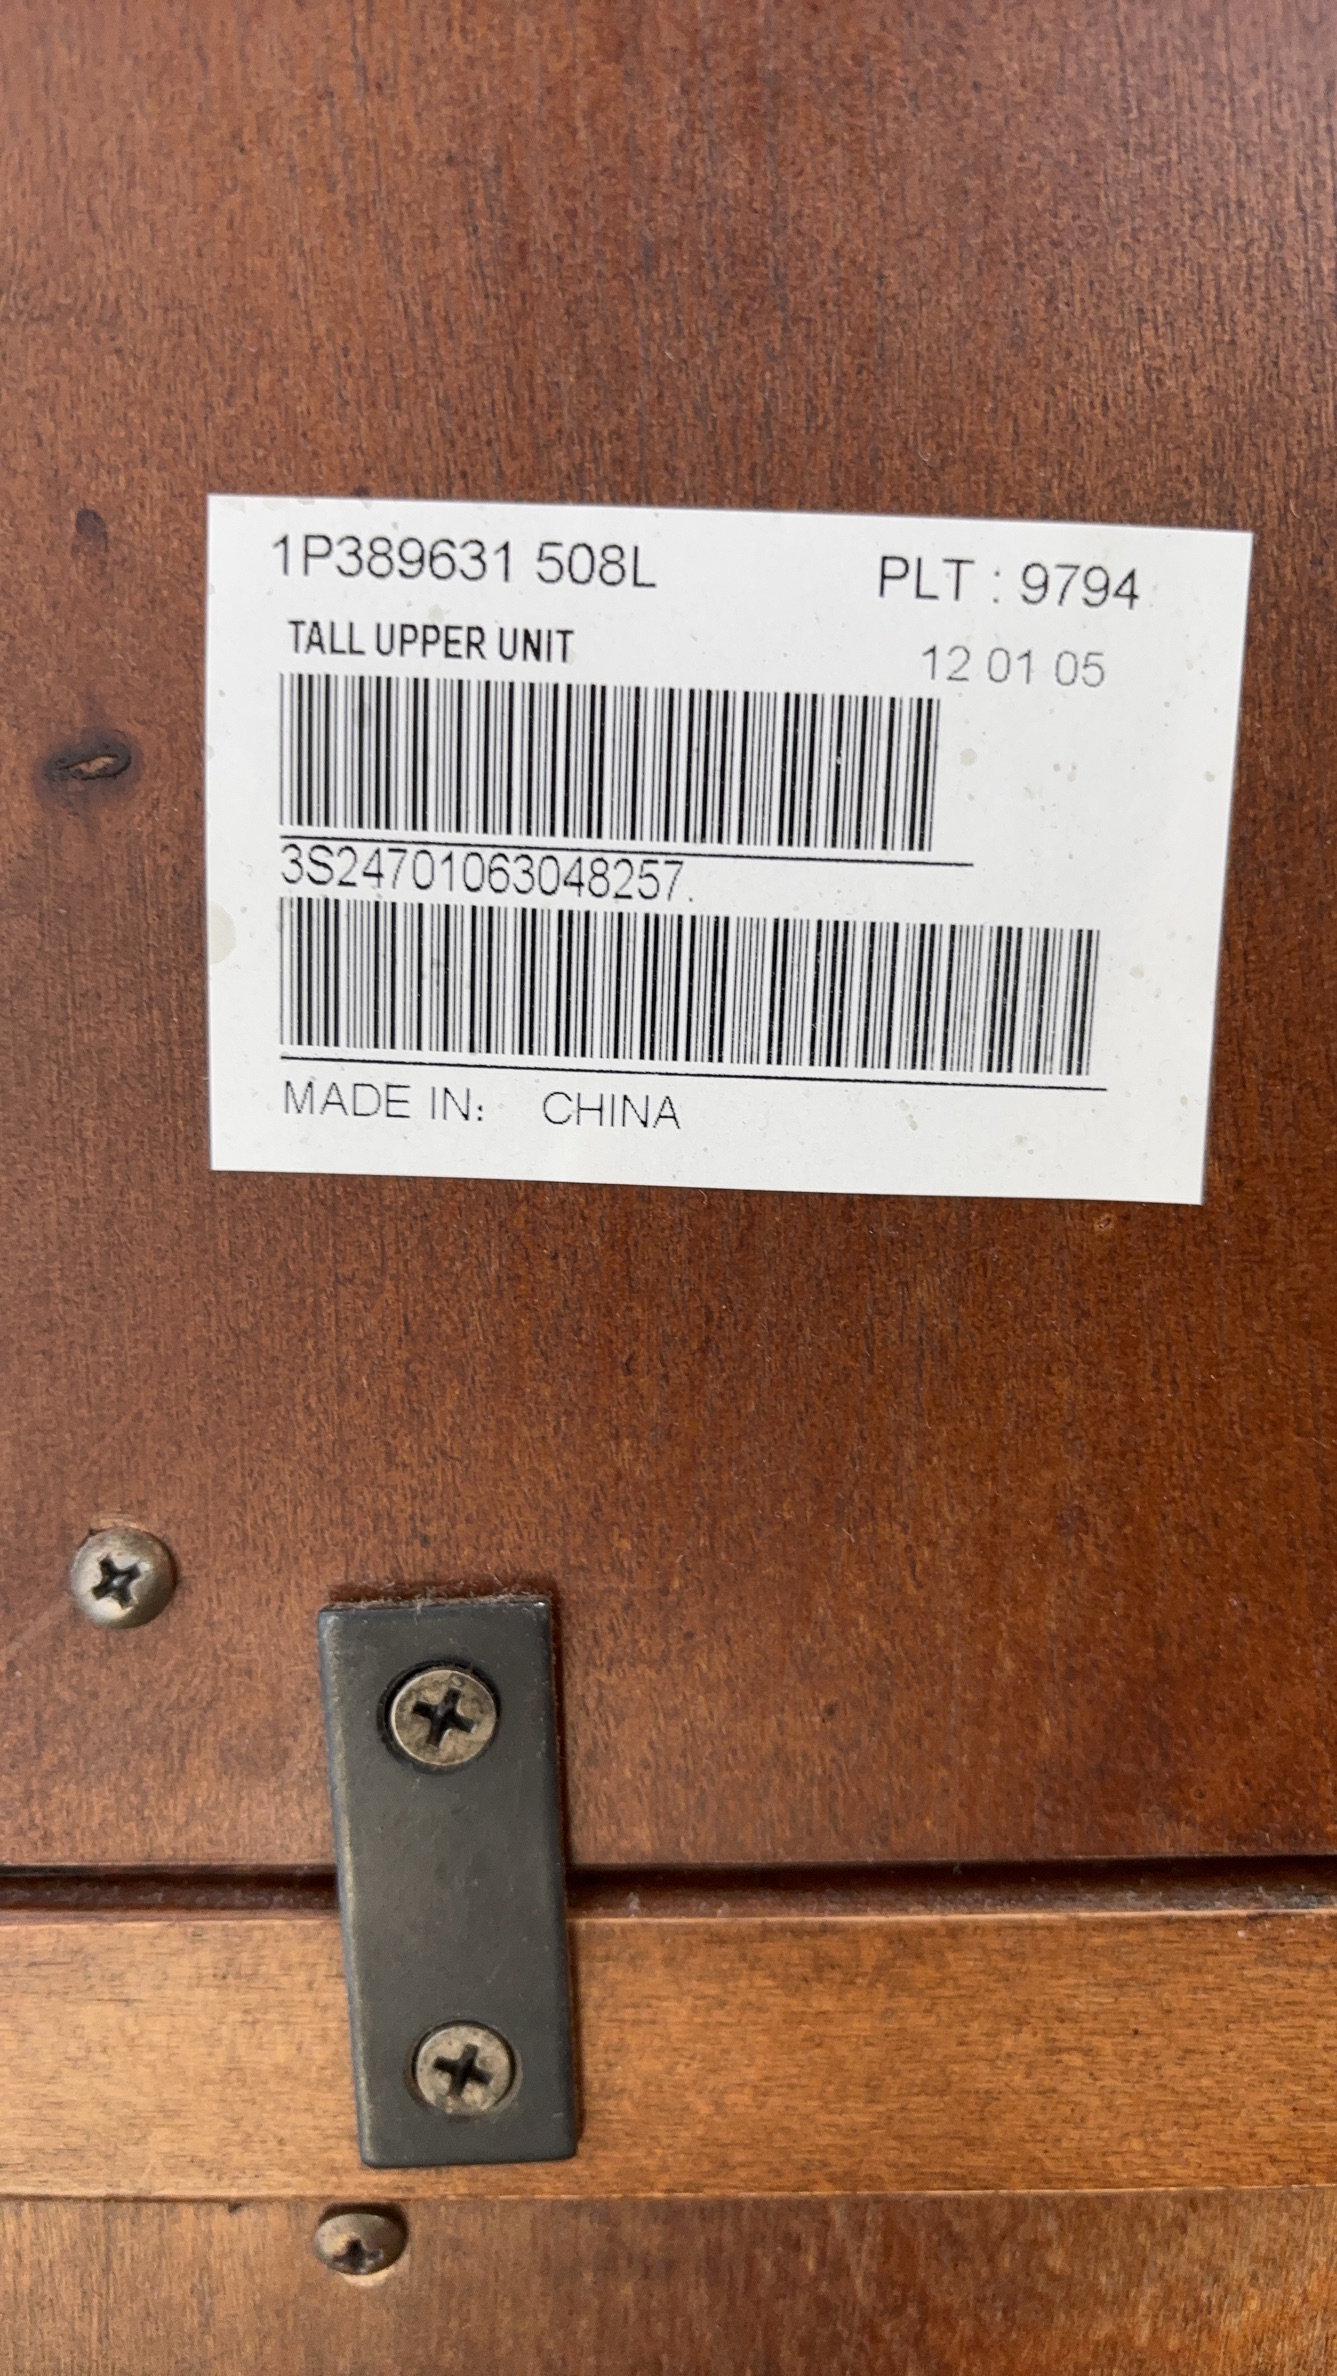 1P389631 508L PLT : 9794
TALL UPPER UNIT 12 01 05
3S24701063048257.
MADE IN: CHINA